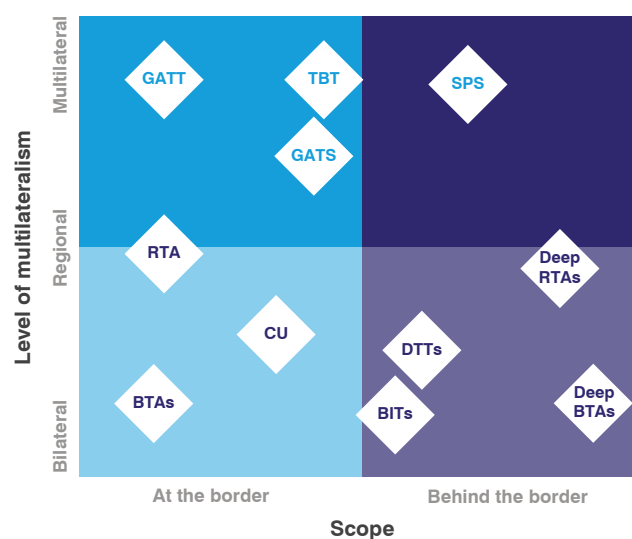 Level of multilateralism
Multilateral
Regional
Bilateral
GATT
TBT
SPS
GATS
RTA
Deep
RTAs
CU
DTTs
BTAs
BITs
Deep
BTAs
At the border
Behind the border
Scope